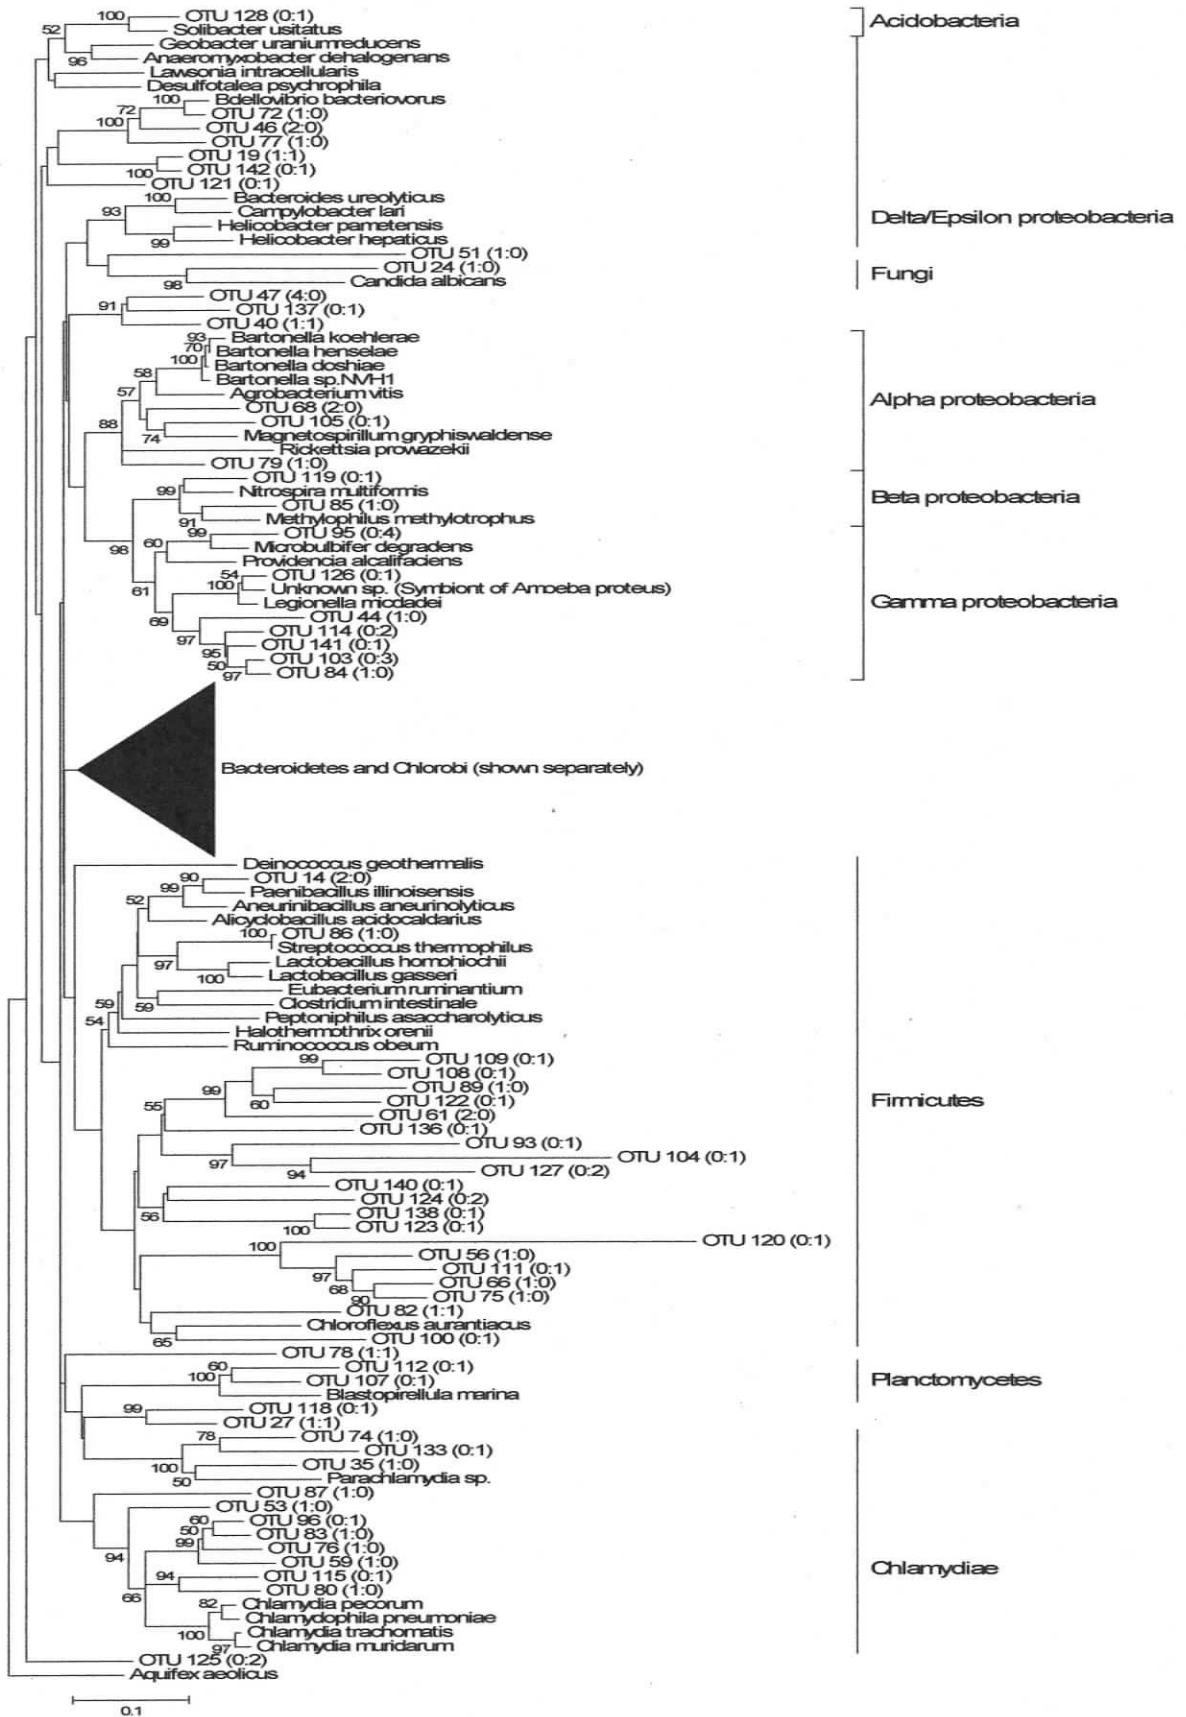 100 OTU 128 (0:1)
Acidobacteria
52 Solibacter usitatus
Geobacter uraniumreducens
96 Anaeromyxobacter dehalogenans
Lawsonia intracellularis
Desulfotalea psychrophila
100 Bdellovibrio bacteriovorus
72 OTU 72 (1:0)
100 OTU 46 (2:0)
OTU 77 (1:0)
OTU 19 (1:1)
100 OTU 142 (0:1)
OTU 121 (0:1)
100 Bacteroides ureolyticus
93 Campylobacter lari
Delta/Epsilon proteobacteria
Helicobacter pametensis
99 Helicobacter hepaticus
OTU 51 (1:0)
OTU 24 (1:0)
Fungi
98 Candida albicans
OTU 47 (4:0)
91 OTU 137 (0:1)
OTU 40 (1:1)
93 Bartonella koehlerae
70 Bartonella henselae
100 Bartonella doshiae
58 Bartonella sp.NVH1
57 Agrobacterium vitis
Alpha proteobacteria
OTU 68 (2:0)
88 OTU 105 (0:1)
74 Magnetospirillum gryphiswaldense
Rickettsia prowazekii
OTU 79 (1:0)
OTU 119 (0:1)
99 Nitrospira multiformis
Beta proteobacteria
OTU 85 (1:0)
91 Methylophilus methylotrophus
99 OTU 95 (0:4)
98 60 Microbulbifer degradens
Providencia alcalifaciens
54 OTU 126 (0:1)
61 100 Unknown sp. (Symbiont of Amoeba proteus)
Legionella micdadei
Gamma proteobacteria
69 OTU 44 (1:0)
97 OTU 114 (0:2)
95 OTU 141 (0:1)
50 OTU 103 (0:3)
97 OTU 84 (1:0)
Bacteroidetes and Chlorobi (shown separately)
Deinococcus geothermalis
90 OTU 14 (2:0)
99 Paenibacillus illinoisensis
52 Aneurinibacillus aneurinolyticus
Alicyclobacillus acidocaldarius
100 OTU 86 (1:0)
Streptococcus thermophilus
97 Lactobacillus homohiochii
100 Lactobacillus gasseri
Eubacterium ruminantium
59 59 Clostridium intestinale
54 Peptoniphilus asaccharolyticus
Halothermothrix orenii
Ruminococcus obeum
99 OTU 109 (0:1)
OTU 108 (0:1)
99 OTU 89 (1:0)
55 60 OTU 122 (0:1)
Firmicutes
OTU 61 (2:0)
OTU 136 (0:1)
OTU 93 (0:1)
97 OTU 104 (0:1)
94 OTU 127 (0:2)
OTU 140 (0:1)
OTU 124 (0:2)
56 OTU 138 (0:1)
100 OTU 123 (0:1)
100 OTU 120 (0:1)
OTU 56 (1:0)
97 OTU 111 (0:1)
68 OTU 66 (1:0)
90 OTU 75 (1:0)
OTU 82 (1:1)
Chloroflexus aurantiacus
65 OTU 100 (0:1)
OTU 78 (1:1)
60 OTU 112 (0:1)
100 OTU 107 (0:1)
Planctomycetes
Blastopirellula marina
99 OTU 118 (0:1)
OTU 27 (1:1)
78 OTU 74 (1:0)
OTU 133 (0:1)
100 OTU 35 (1:0)
50 Parachlamydia sp.
OTU 87 (1:0)
OTU 53 (1:0)
60 OTU 96 (0:1)
50 OTU 83 (1:0)
99 OTU 76 (1:0)
94 OTU 59 (1:0)
Chlamydiae
94 OTU 115 (0:1)
66 OTU 80 (1:0)
82 Chlamydia pecorum
Chlamydophila pneumoniae
100 Chlamydia trachomatis
97 Chlamydia muridarum
OTU 125 (0:2)
Aquifex aeolicus
0.1